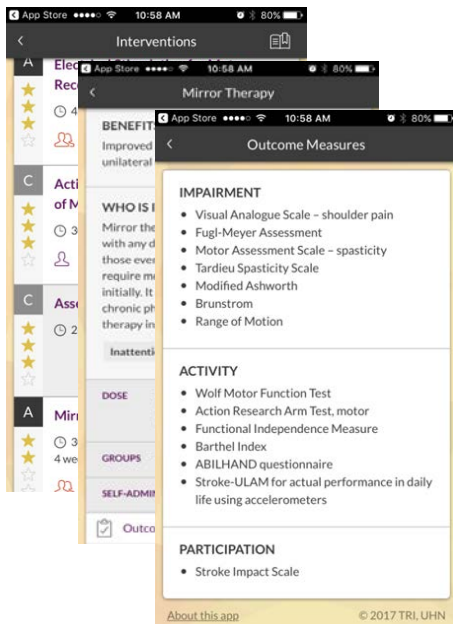 App Store 10:58 AM 80%
Interventions
A Elec
Rec
4
C Acti
of M
3
C Asse
2
A Mirr
3
4 we
App Store 10:58 AM 80%
Mirror Therapy
BENEFIT
Improved
unilateral
WHO IS I
Mirror the
with any d
those even
require m
initially. It
chronic ph
therapy in
Inattenti
DOSE
GROUPS
SELF-ADMIN
Outco
App Store 10:58 AM 80%
Outcome Measures
IMPAIRMENT
• Visual Analogue Scale – shoulder pain
• Fugl-Meyer Assessment
• Motor Assessment Scale – spasticity
• Tardieu Spasticity Scale
• Modified Ashworth
• Brunstrom
• Range of Motion
ACTIVITY
• Wolf Motor Function Test
• Action Research Arm Test, motor
• Functional Independence Measure
• Barthel Index
• ABILHAND questionnaire
• Stroke-ULAM for actual performance in daily
life using accelerometers
PARTICIPATION
• Stroke Impact Scale
About this app © 2017 TRI, UHN